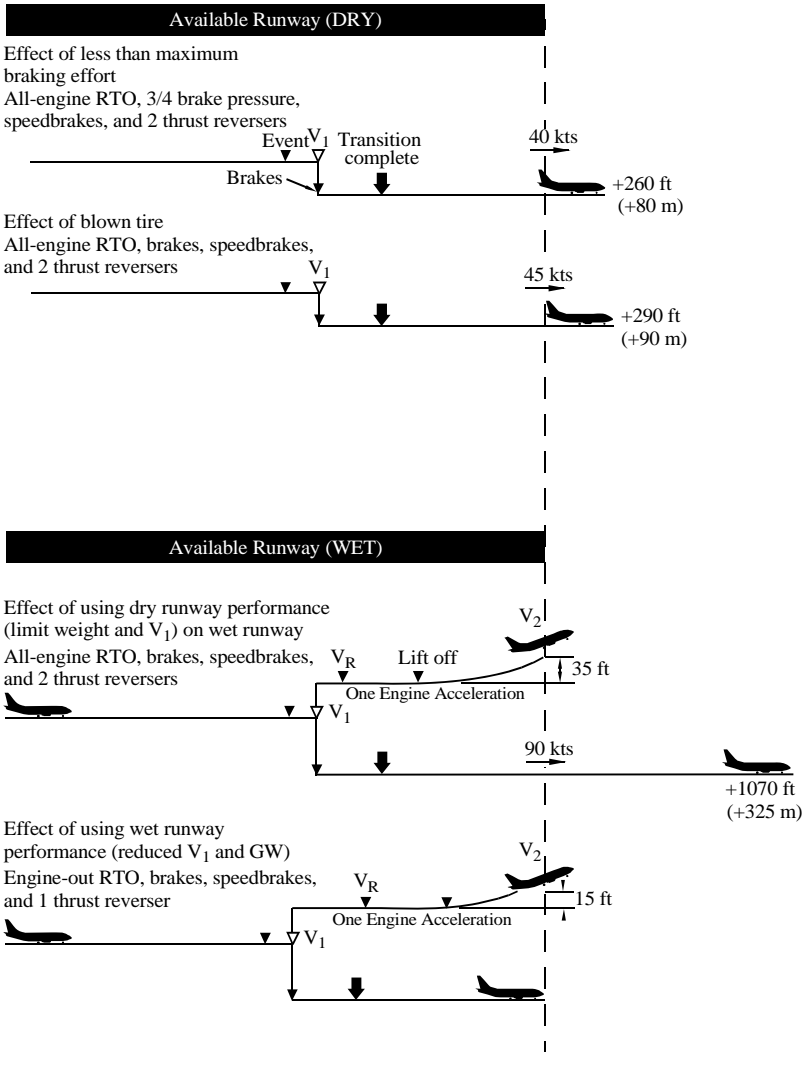 Available Runway (DRY)
Effect of less than maximum
braking effort
All-engine RTO, 3/4 brake pressure,
speedbrakes, and 2 thrust reversers
Event
V1
Transition
complete
Brakes
40 kts
+260 ft
(+80 m)
Effect of blown tire
All-engine RTO, brakes, speedbrakes,
and 2 thrust reversers
V1
45 kts
+290 ft
(+90 m)
Available Runway (WET)
Effect of using dry runway performance
(limit weight and V1) on wet runway
All-engine RTO, brakes, speedbrakes,
and 2 thrust reversers
VR
Lift off
V2
35 ft
One Engine Acceleration
V1
90 kts
+1070 ft
(+325 m)
Effect of using wet runway
performance (reduced V1 and GW)
Engine-out RTO, brakes, speedbrakes,
and 1 thrust reverser
VR
V2
15 ft
One Engine Acceleration
V1